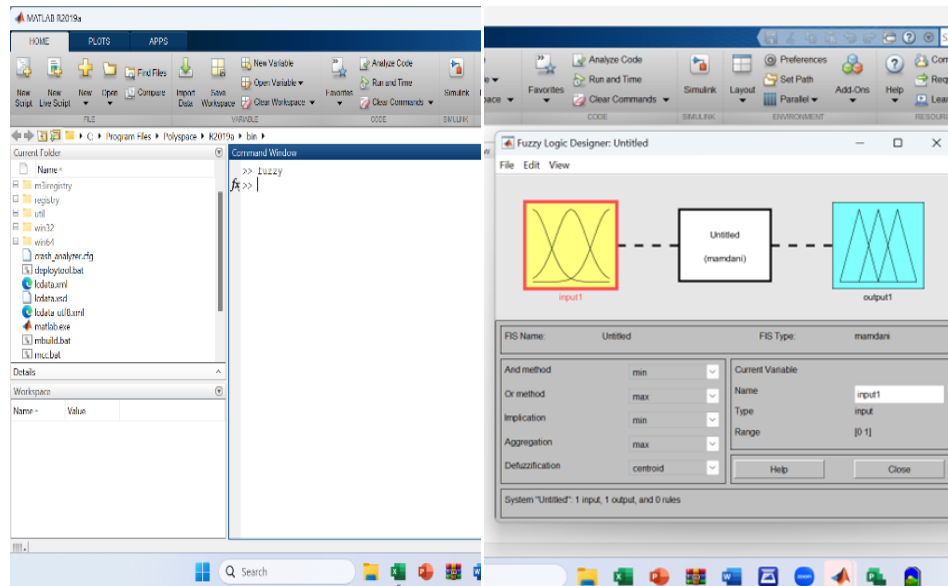 MATLAB R2019a
HOME PLOTS APPS
New Script
New Live Script
New
Open
Find Files
Compare
Import Data
Save Workspace
New Variable
Open Variable
Clear Workspace
Favorites
Analyze Code
Run and Time
Clear Commands
Simulink
FILE VARIABLE CODE SIMULINK
C: Program Files Polyspace R2019a bin
Current Folder
Name
m3iregistry
registry
util
win32
win64
crash_analyzer.cfg
deploytool.bat
lcdata.xml
lcdata.xsd
lcdata_utf8.xml
matlab.exe
mbuild.bat
mcc.bat
Details
Workspace
Name Value
Command Window
>> fuzzy
fx >>
Search
Favorites
Analyze Code
Run and Time
Clear Commands
Simulink
Layout
Preferences
Set Path
Parallel
Add-Ons
Help
CODE SIMULINK ENVIRONMENT
Fuzzy Logic Designer: Untitled
File Edit View
input1
Untitled
(mamdani)
output1
FIS Name: Untitled FIS Type: mamdani
And method min
Or method max
Implication min
Aggregation max
Defuzzification centroid
Current Variable
Name input1
Type input
Range [0 1]
Help Close
System "Untitled": 1 input, 1 output, and 0 rules